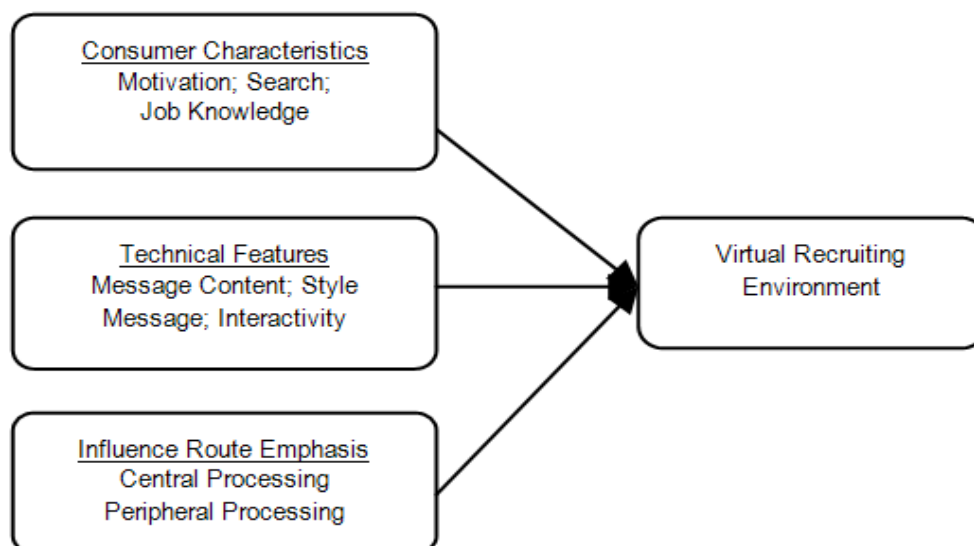 Consumer Characteristics
Motivation; Search;
Job Knowledge
Technical Features
Message Content; Style
Message; Interactivity
Influence Route Emphasis
Central Processing
Peripheral Processing
Virtual Recruiting
Environment